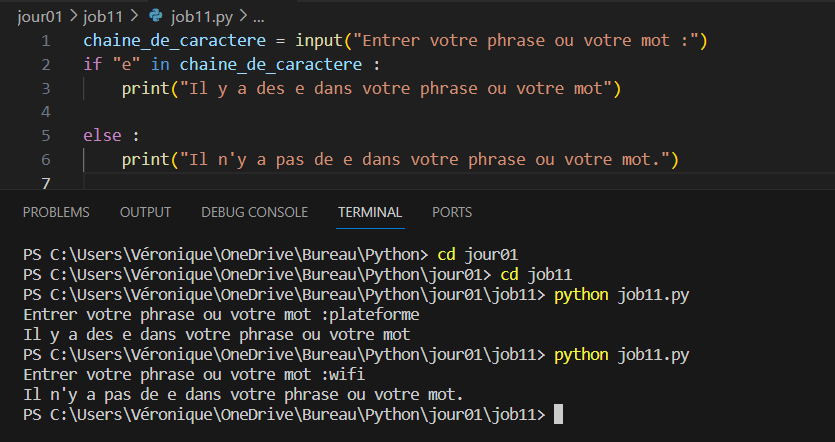 jour01 > job11 > job11.py > ...
1 chaine_de_caractere = input("Entrer votre phrase ou votre mot :")
2 if "e" in chaine_de_caractere :
3     print("Il y a des e dans votre phrase ou votre mot")
4
5 else :
6     print("Il n'y a pas de e dans votre phrase ou votre mot.")
7
PROBLEMS OUTPUT DEBUG CONSOLE TERMINAL PORTS
PS C:\Users\Véronique\OneDrive\Bureau\Python> cd jour01
PS C:\Users\Véronique\OneDrive\Bureau\Python\jour01> cd job11
PS C:\Users\Véronique\OneDrive\Bureau\Python\jour01\job11> python job11.py
Entrer votre phrase ou votre mot :plateforme
Il y a des e dans votre phrase ou votre mot
PS C:\Users\Véronique\OneDrive\Bureau\Python\jour01\job11> python job11.py
Entrer votre phrase ou votre mot :wifi
Il n'y a pas de e dans votre phrase ou votre mot.
PS C:\Users\Véronique\OneDrive\Bureau\Python\jour01\job11>